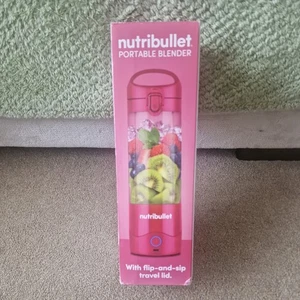 nutribullet
PORTABLE BLENDER
nutribullet
With flip-and-sip
travel lid.